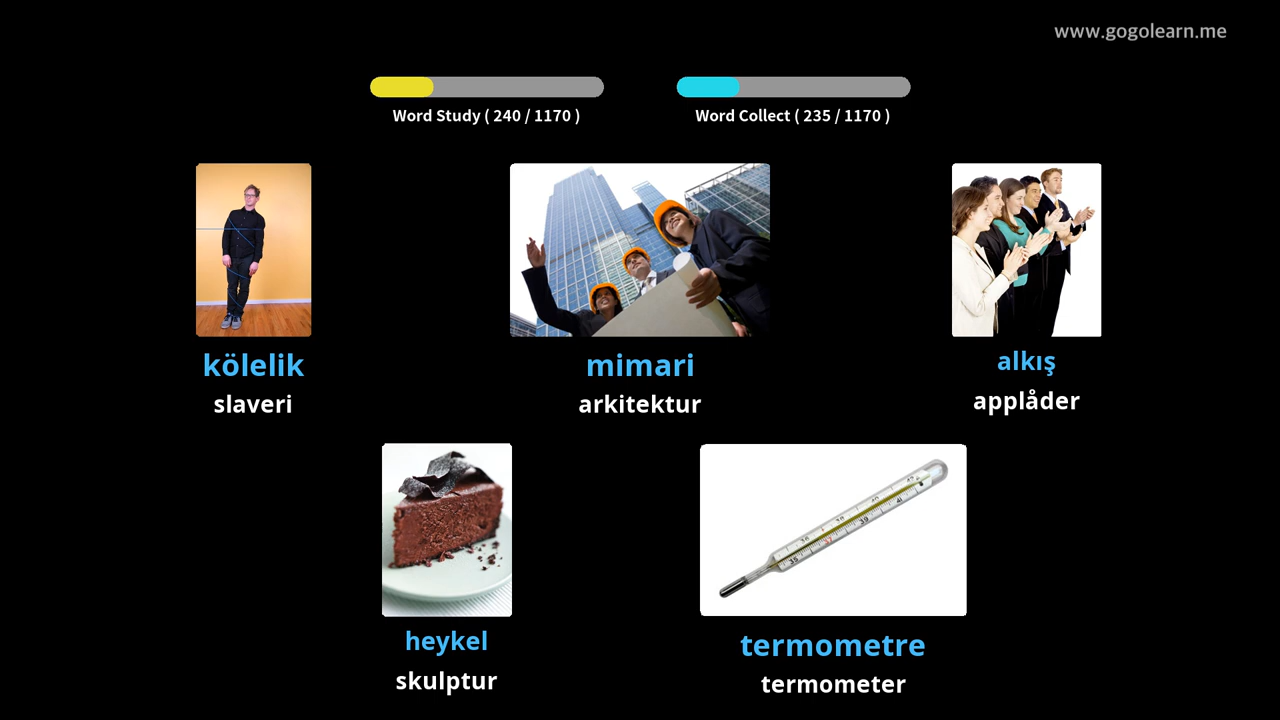 www.gogolearn.me
Word Study ( 240 / 1170 )
Word Collect ( 235 / 1170 )
kölelik
slaveri
mimari
arkitektur
alkış
applåder
heykel
skulptur
termometre
termometer